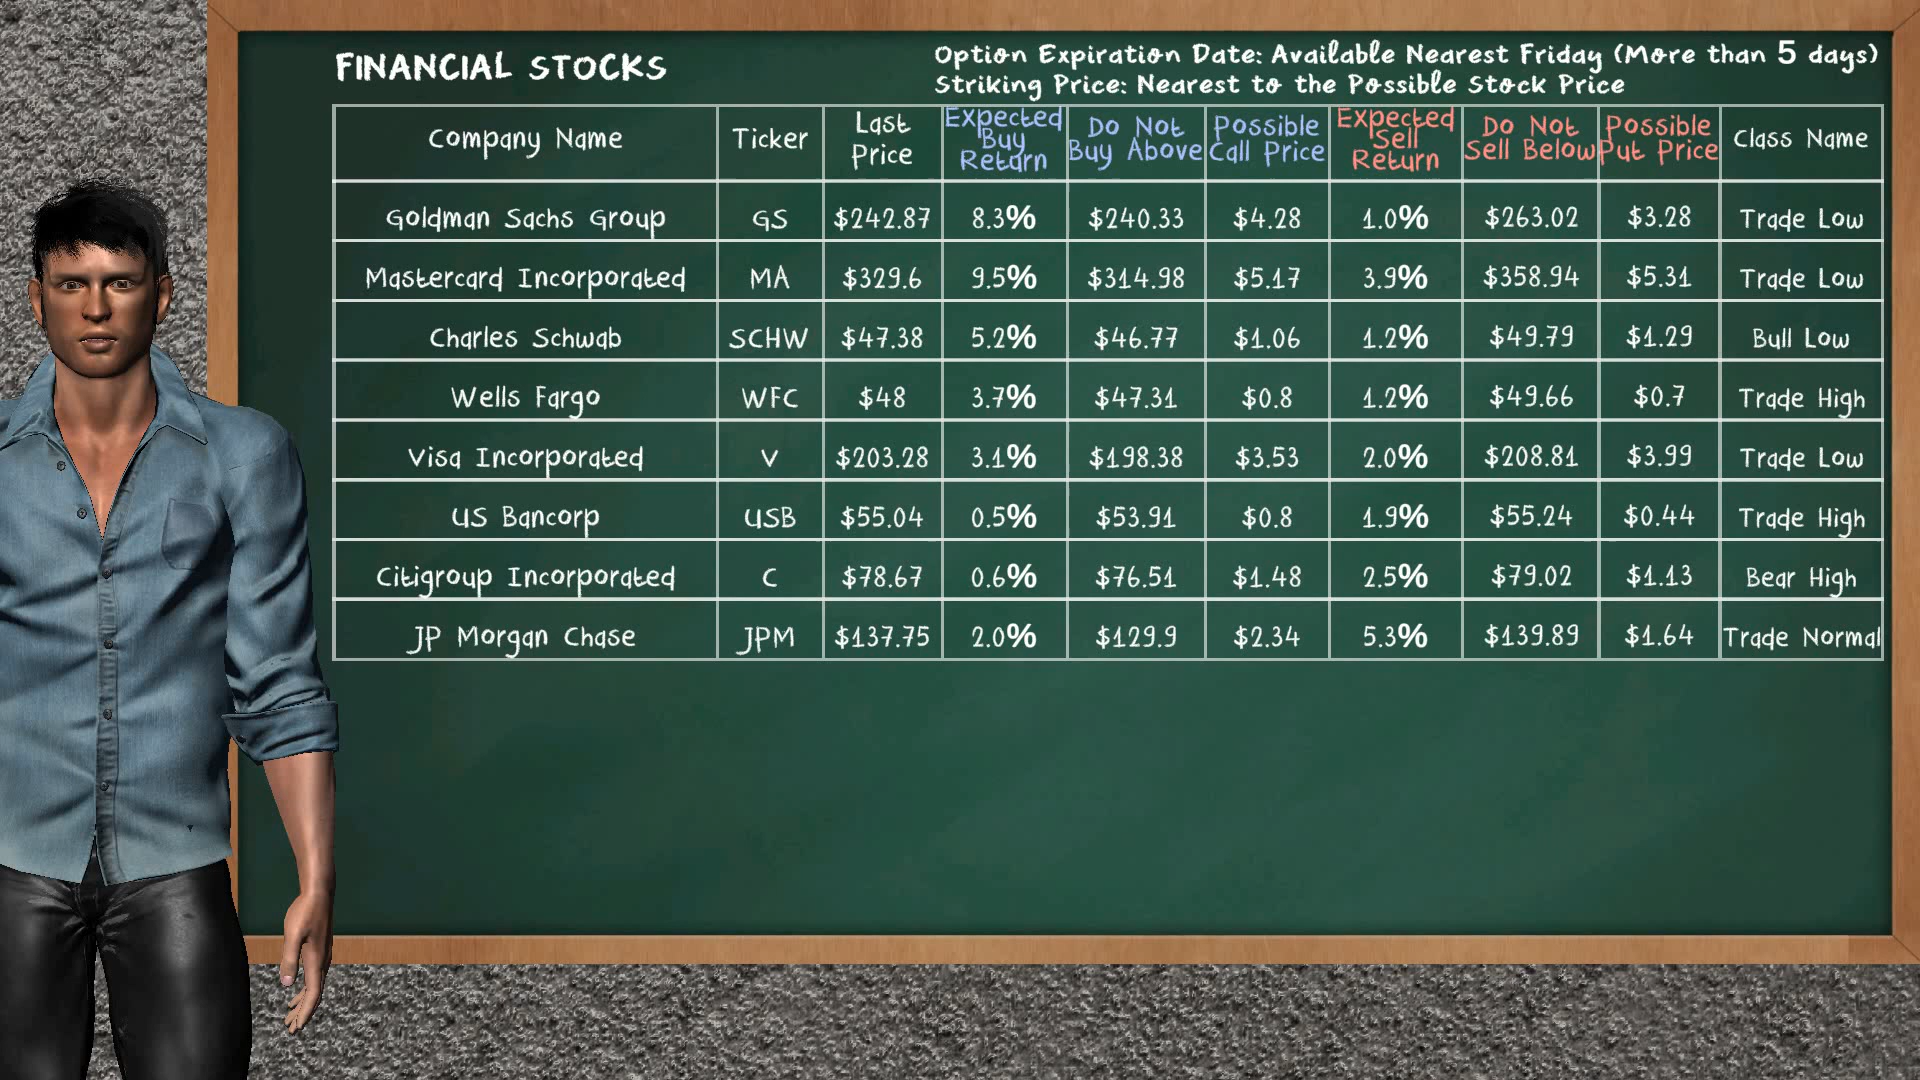 FINANCIAL STOCKS
Option Expiration Date: Available Nearest Friday (More than 5 days)
Striking Price: Nearest to the Possible Stock Price
Company Name Ticker Last Price Expected Buy Return Do Not Buy Above Possible Call Price Expected Sell Return Do Not Sell Below Possible Put Price Class Name
Goldman Sachs Group GS $242.87 8.3% $240.33 $4.28 1.0% $263.02 $3.28 Trade Low
Mastercard Incorporated MA $329.6 9.5% $314.98 $5.17 3.9% $358.94 $5.31 Trade Low
Charles Schwab SCHW $47.38 5.2% $46.77 $1.06 1.2% $49.79 $1.29 Bull Low
Wells Fargo WFC $48 3.7% $47.31 $0.8 1.2% $49.66 $0.7 Trade High
Visa Incorporated V $203.28 3.1% $198.38 $3.53 2.0% $208.81 $3.99 Trade Low
US Bancorp USB $55.04 0.5% $53.91 $0.8 1.9% $55.24 $0.44 Trade High
Citigroup Incorporated C $78.67 0.6% $76.51 $1.48 2.5% $79.02 $1.13 Bear High
JP Morgan Chase JPM $137.75 2.0% $129.9 $2.34 5.3% $139.89 $1.64 Trade Normal